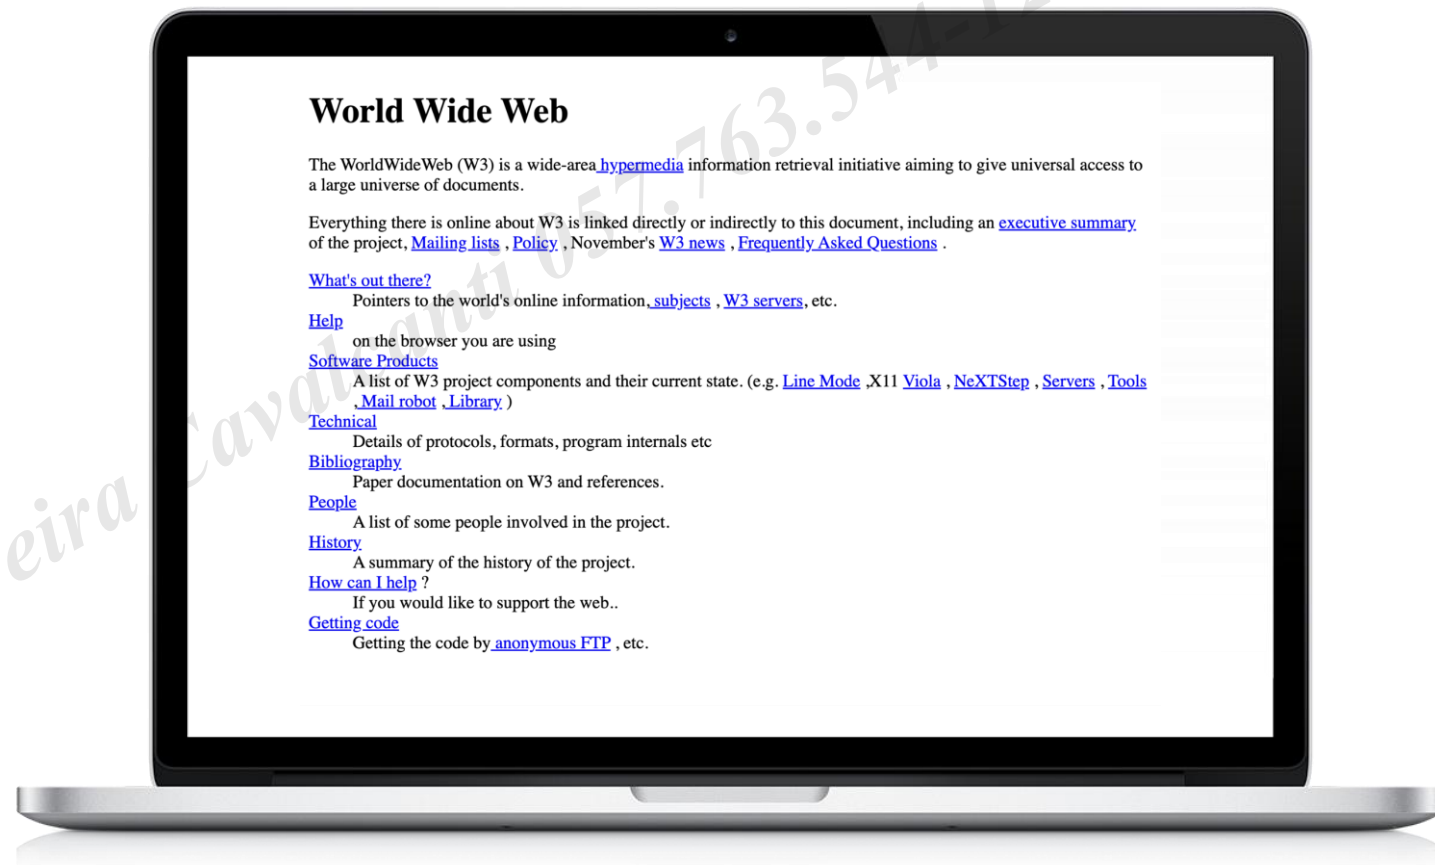 World Wide Web
The WorldWideWeb (W3) is a wide-area hypermedia information retrieval initiative aiming to give universal access to
a large universe of documents.
Everything there is online about W3 is linked directly or indirectly to this document, including an executive summary
of the project, Mailing lists , Policy , November's W3 news , Frequently Asked Questions .
What's out there?
Pointers to the world's online information, subjects , W3 servers, etc.
Help
on the browser you are using
Software Products
A list of W3 project components and their current state. (e.g. Line Mode ,X11 Viola , NeXTStep , Servers , Tools
, Mail robot , Library )
Technical
Details of protocols, formats, program internals etc
Bibliography
Paper documentation on W3 and references.
People
A list of some people involved in the project.
History
A summary of the history of the project.
How can I help ?
If you would like to support the web..
Getting code
Getting the code by anonymous FTP , etc.
eira Cavalcanti 057.763.544-12